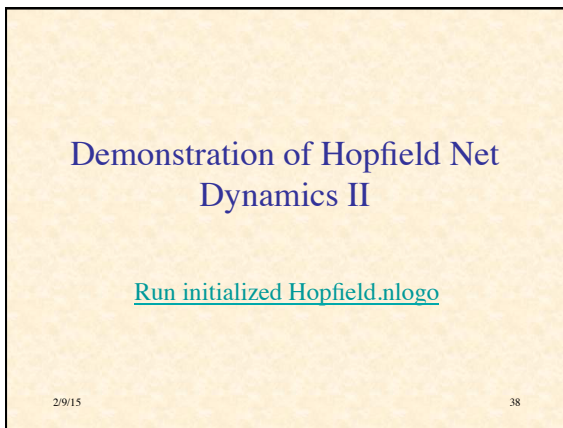 Demonstration of Hopfield Net
Dynamics II
Run initialized Hopfield.nlogo
2/9/15
38